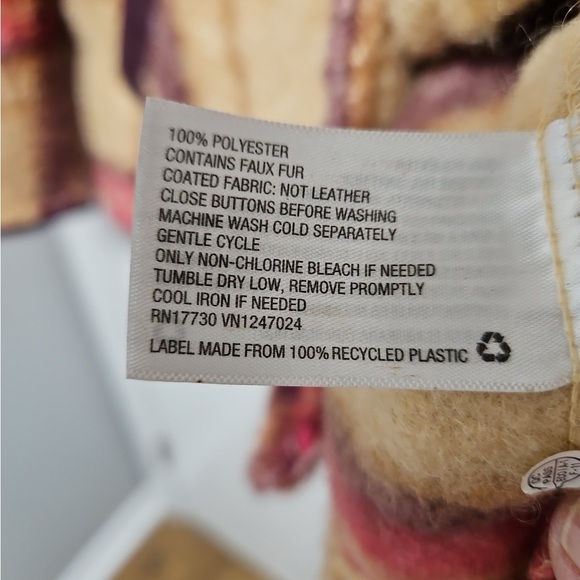 100% POLYESTER
CONTAINS FAUX FUR
COATED FABRIC: NOT LEATHER
CLOSE BUTTONS BEFORE WASHING
MACHINE WASH COLD SEPARATELY
GENTLE CYCLE
ONLY NON-CHLORINE BLEACH IF NEEDED
TUMBLE DRY LOW, REMOVE PROMPTLY
COOL IRON IF NEEDED
RN17730 VN1247024
LABEL MADE FROM 100% RECYCLED PLASTIC